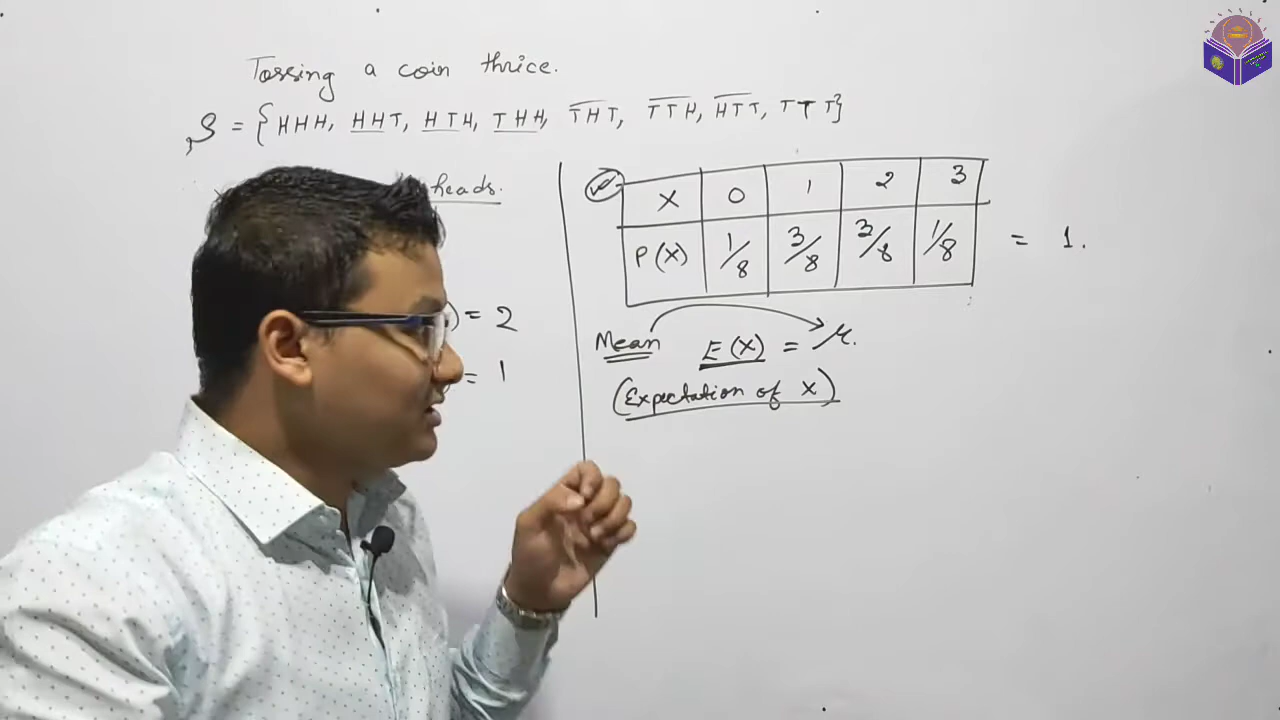 Tossing a coin thrice.
S = {HHH, HHT, HTH, THH, THT, TTH, HTT, TTT}
heads.
) = 2
= 1
X 0 1 2 3
P(X) 1/8 3/8 3/8 1/8 = 1.
Mean E(X) = μ.
(Expectation of X)